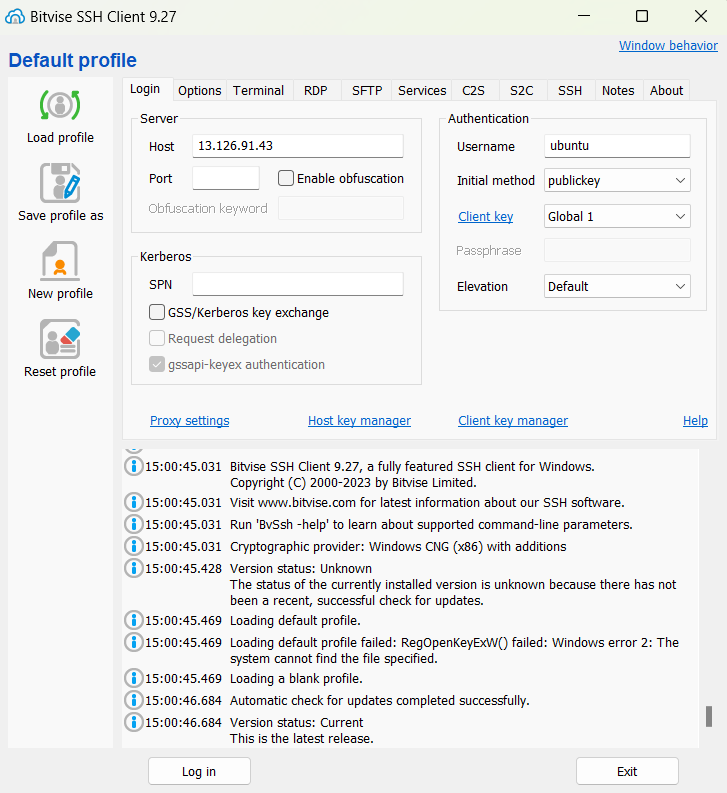 Bitvise SSH Client 9.27
Window behavior
Default profile
Load profile
Save profile as
New profile
Reset profile
Login Options Terminal RDP SFTP Services C2S S2C SSH Notes About
Server
Host 13.126.91.43
Port Enable obfuscation
Obfuscation keyword
Kerberos
SPN
GSS/Kerberos key exchange
Request delegation
gssapi-keyex authentication
Authentication
Username ubuntu
Initial method publickey
Client key Global 1
Passphrase
Elevation Default
Proxy settings Host key manager Client key manager Help
15:00:45.031 Bitvise SSH Client 9.27, a fully featured SSH client for Windows.
Copyright (C) 2000-2023 by Bitvise Limited.
15:00:45.031 Visit www.bitvise.com for latest information about our SSH software.
15:00:45.031 Run 'BvSsh -help' to learn about supported command-line parameters.
15:00:45.031 Cryptographic provider: Windows CNG (x86) with additions
15:00:45.428 Version status: Unknown
The status of the currently installed version is unknown because there has not
been a recent, successful check for updates.
15:00:45.469 Loading default profile.
15:00:45.469 Loading default profile failed: RegOpenKeyExW() failed: Windows error 2: The
system cannot find the file specified.
15:00:45.469 Loading a blank profile.
15:00:46.684 Automatic check for updates completed successfully.
15:00:46.684 Version status: Current
This is the latest release.
Log in Exit